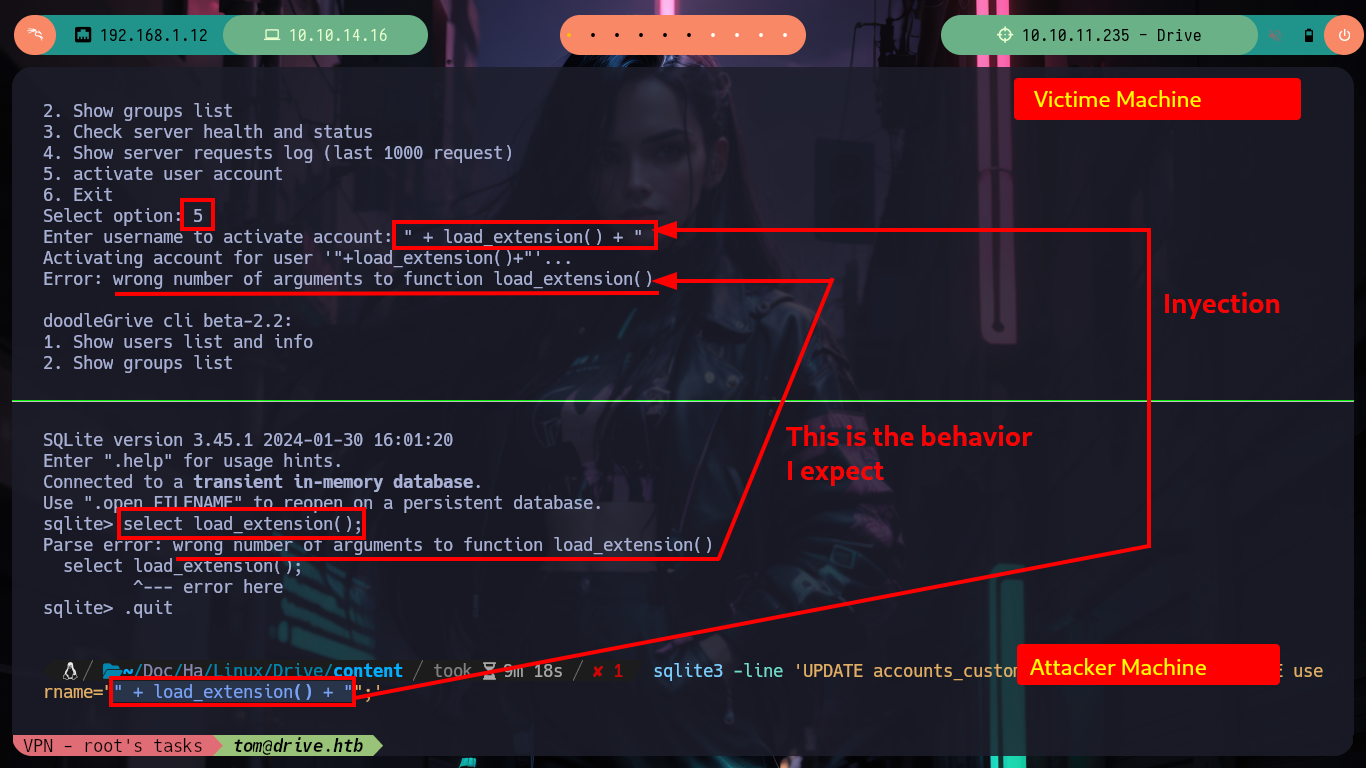 192.168.1.12 10.10.14.16 10.10.11.235 - Drive
Victime Machine
2. Show groups list
3. Check server health and status
4. Show server requests log (last 1000 request)
5. activate user account
6. Exit
Select option: 5
Enter username to activate account: " + load_extension() + "
Activating account for user '"+load_extension()+"'...
Error: wrong number of arguments to function load_extension()
Inyection
doodleGrive cli beta-2.2:
1. Show users list and info
2. Show groups list
SQLite version 3.45.1 2024-01-30 16:01:20
Enter ".help" for usage hints.
Connected to a transient in-memory database.
Use ".open FILENAME" to reopen on a persistent database.
sqlite> select load_extension();
Parse error: wrong number of arguments to function load_extension()
select load_extension();
^--- error here
sqlite> .quit
This is the behavior
I expect
Attacker Machine
/ ~/Doc/Ha/Linux/Drive/content / took 9m 18s / ✘ 1 sqlite3 -line 'UPDATE accounts_custom E use
rname="" + load_extension() + "";'
VPN - root's tasks tom@drive.htb